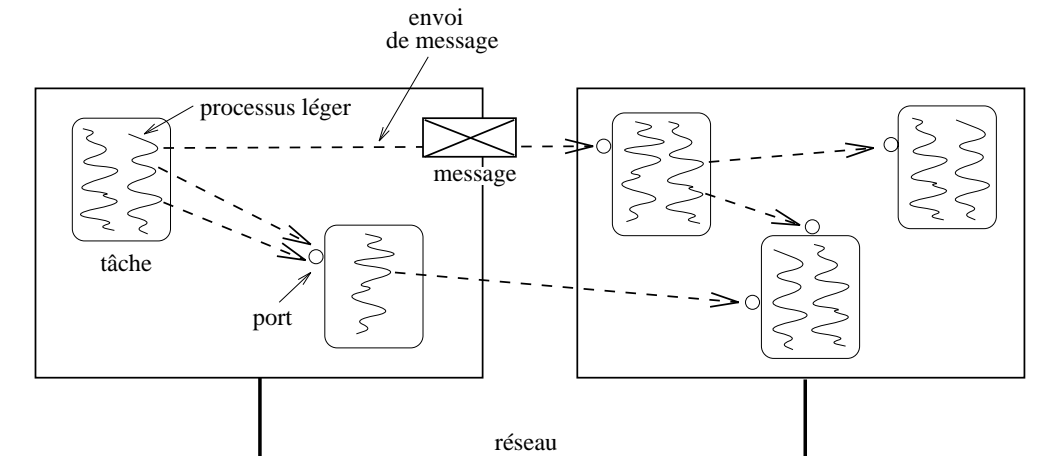 envoi
de message
processus léger
message
tâche
port
réseau